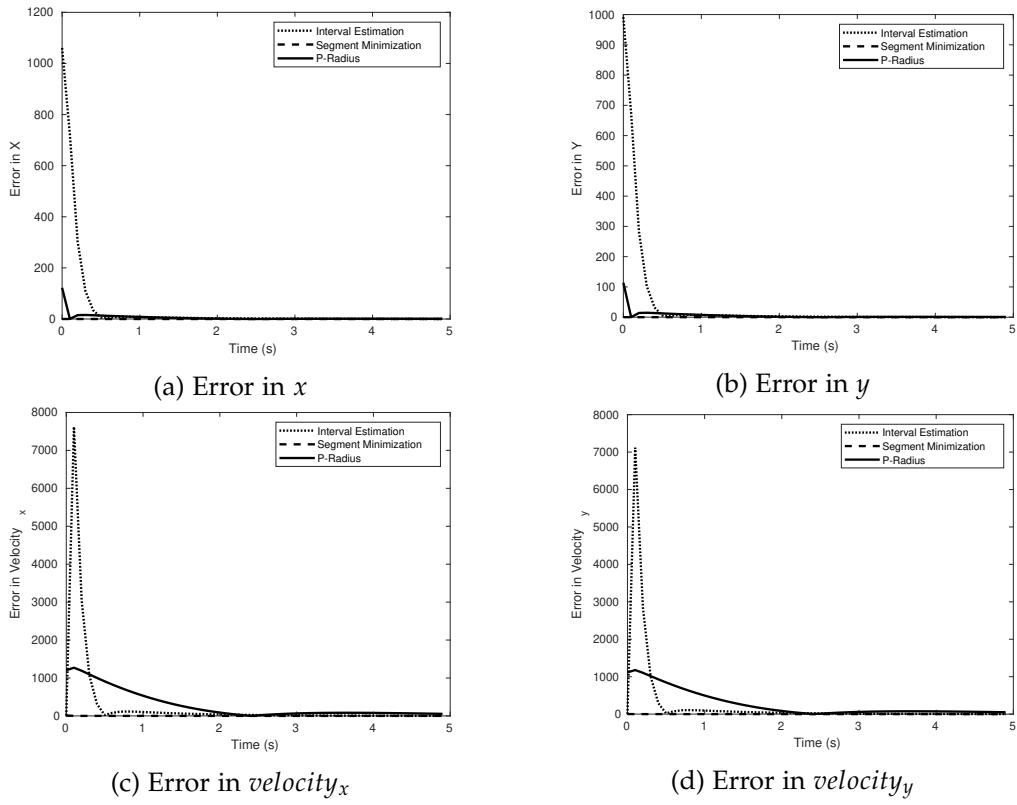 1200
1000
800
600
400
200
0
Error in X
Interval Estimation
Segment Minimization
P-Radius
0 1 2 3 4 5
Time (s)
(a) Error in x
1000
900
800
700
600
500
400
300
200
100
0
Error in Y
Interval Estimation
Segment Minimization
P-Radius
0 1 2 3 4 5
Time (s)
(b) Error in y
8000
7000
6000
5000
4000
3000
2000
1000
0
Error in Velocity x
Interval Estimation
Segment Minimization
P-Radius
0 1 2 3 4 5
Time (s)
(c) Error in velocityₓ
8000
7000
6000
5000
4000
3000
2000
1000
0
Error in Velocity y
Interval Estimation
Segment Minimization
P-Radius
0 1 2 3 4 5
Time (s)
(d) Error in velocity_y